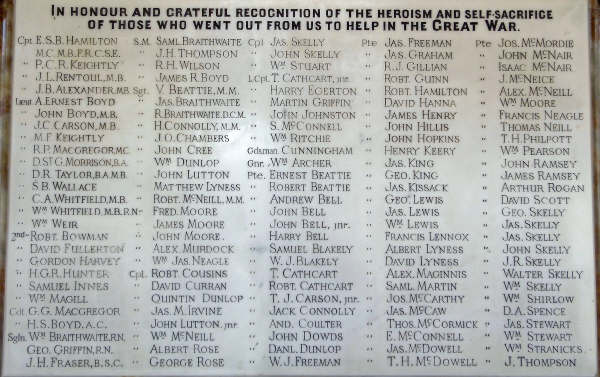 IN HONOUR AND GRATEFUL RECOGNITION OF THE HEROISM AND SELF-SACRIFICE
OF THOSE WHO WENT OUT FROM US TO HELP IN THE GREAT WAR.
Cpt. E.S.B. HAMILTON
M.C. M.B. F.R.C.S.E.
" P.C.R. KEIGHTLY
" J.L. RENTOUL, M.B.
" J.B. ALEXANDER, M.B.
Lieut. A. ERNEST BOYD
" JOHN BOYD, M.B.
" J.C. CARSON, M.B.
" M.F. KEIGHTLY
" R.P. MACGREGOR, MC.
" D. ST G. MORRISON, B.A.
" D.R. TAYLOR, B.A. M.B.
" S.B. WALLACE
" C.A. WHITFIELD, M.B.
" WM WHITFIELD, M.B. R.N.
" WM WEIR
2nd " ROBT. BOWMAN
" DAVID FULLERTON
" GORDON HARVEY
" H.G.R. HUNTER
" SAMUEL INNES
" WM MAGILL
Cdt. G.G. MACGREGOR
" H.S. BOYD, A.C.
Sgln. WM BRAITHWAITE, R.N.
GEO. GRIFFIN, R.N.
J.H. FRASER, B.S.C.
S.M. SAML. BRAITHWAITE
" J.H. THOMPSON
" R.H. WILSON
" JAMES R. BOYD
Sgt. V. BEATTIE, M.M.
" JAS. BRAITHWAITE
" R. BRAITHWAITE, D.C.M.
" H. CONNOLLY, M.M.
" J.O. CHAMBERS
" JOHN CREE
" WM DUNLOP
" JOHN LUTTON
" MATTHEW LYNESS
" ROBT. MCNEILL, M.M.
" FRED. MOORE
" JAMES MOORE
" JOHN MOORE
" ALEX. MURDOCK
" WM JAS. NEAGLE
Cpl. ROBT COUSINS
" DAVID CURRAN
" QUINTIN DUNLOP
" JAS. M. IRVINE
" JOHN LUTTON, jnr.
" WM MCNEILL
" ALBERT ROSE
" GEORGE ROSE
Cpl JAS. SKELLY
" JOHN SKELLY
" WM STUART
L.Cpl. T. CATHCART, jnr.
" HARRY EGERTON
" MARTIN GRIFFIN
" JOHN JOHNSTON
" S. MCCONNELL
" WM RITCHIE
Gdsman. CUNNINGHAM
Gnr. WM ARCHER
Pte. ERNEST BEATTIE
" ROBERT BEATTIE
" ANDREW BELL
" JOHN BELL
" JOHN BELL, jnr.
" HARRY BELL
" SAMUEL BLAKELY
" W.J. BLAKELY
" T. CATHCART
" ROBT. CATHCART
" T.J. CARSON, jnr.
" JACK CONNOLLY
" AND. COULTER
" JOHN DOWDS
" DANL. DUNLOP
" W.J. FREEMAN
Pte JAS. FREEMAN
" JAS. GRAHAM
" R.J. GILLIAN
" ROBT. GUINN
" ROBT. HAMILTON
" DAVID HANNA
" JAMES HENRY
" JOHN HILLIS
" JOHN HOPKINS
" HENRY KEERY
" JAS. KING
" GEO. KING
" JAS. KISSACK
" GEO. LEWIS
" JAS. LEWIS
" WM LEWIS
" FRANCIS LENNOX
" ALBERT LYNESS
" DAVID LYNESS
" ALEX. MAGINNIS
" SAML. MARTIN
" JOS. MCCARTHY
" JAS. MCCAW
" THOS. MCCORMICK
" E. MCCONNELL
" JAS. MCDOWELL
" T.H. MCDOWELL
Pte JOS. MCMORDIE
" JOHN MCNAIR
" ISAAC MCNAIR
" J. MCNEICE
" ALEX. MCNEILL
" WM MOORE
" FRANCIS NEAGLE
" THOMAS NEILL
" T.H. PHILPOTT
" WM PEARSON
" JOHN RAMSEY
" JAMES RAMSEY
" ARTHUR ROGAN
" DAVID SCOTT
" GEO. SKELLY
" JAS. SKELLY
" JAS. SKELLY
" JOHN SKELLY
" J.R. SKELLY
" WALTER SKELLY
" WM SKELLY
" WM SHIRLOW
" D.A. SPENCE
" JAS. STEWART
" WM STEWART
" WM STRANICKS
" J. THOMPSON